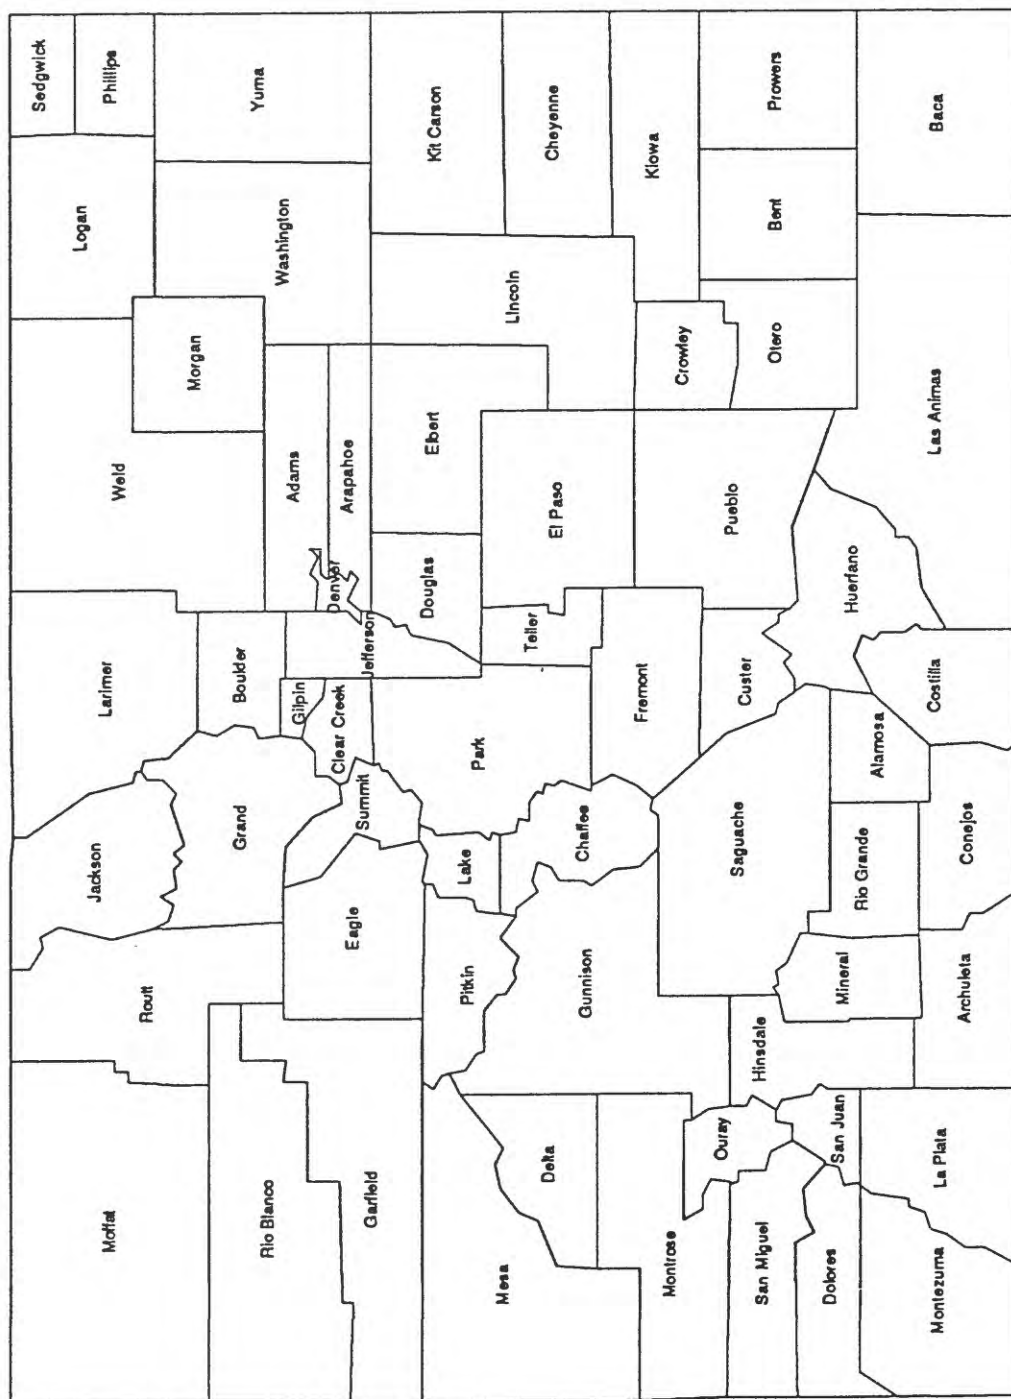 Moffat
Routt
Jackson
Larimer
Weld
Logan
Sedgwick
Phillips
Morgan
Rio Blanco
Grand
Boulder
Washington
Yuma
Garfield
Eagle
Summit
Gilpin
Clear Creek
Jefferson
Denver
Adams
Arapahoe
Mesa
Pitkin
Lake
Park
Douglas
Elbert
Lincoln
Kit Carson
Delta
Gunnison
Chaffee
Teller
El Paso
Cheyenne
Montrose
Ouray
Fremont
Crowley
Kiowa
San Miguel
Hinsdale
Saguache
Custer
Pueblo
Otero
Bent
Prowers
Dolores
San Juan
Mineral
Rio Grande
Alamosa
Huerfano
Montezuma
La Plata
Archuleta
Conejos
Costilla
Las Animas
Baca